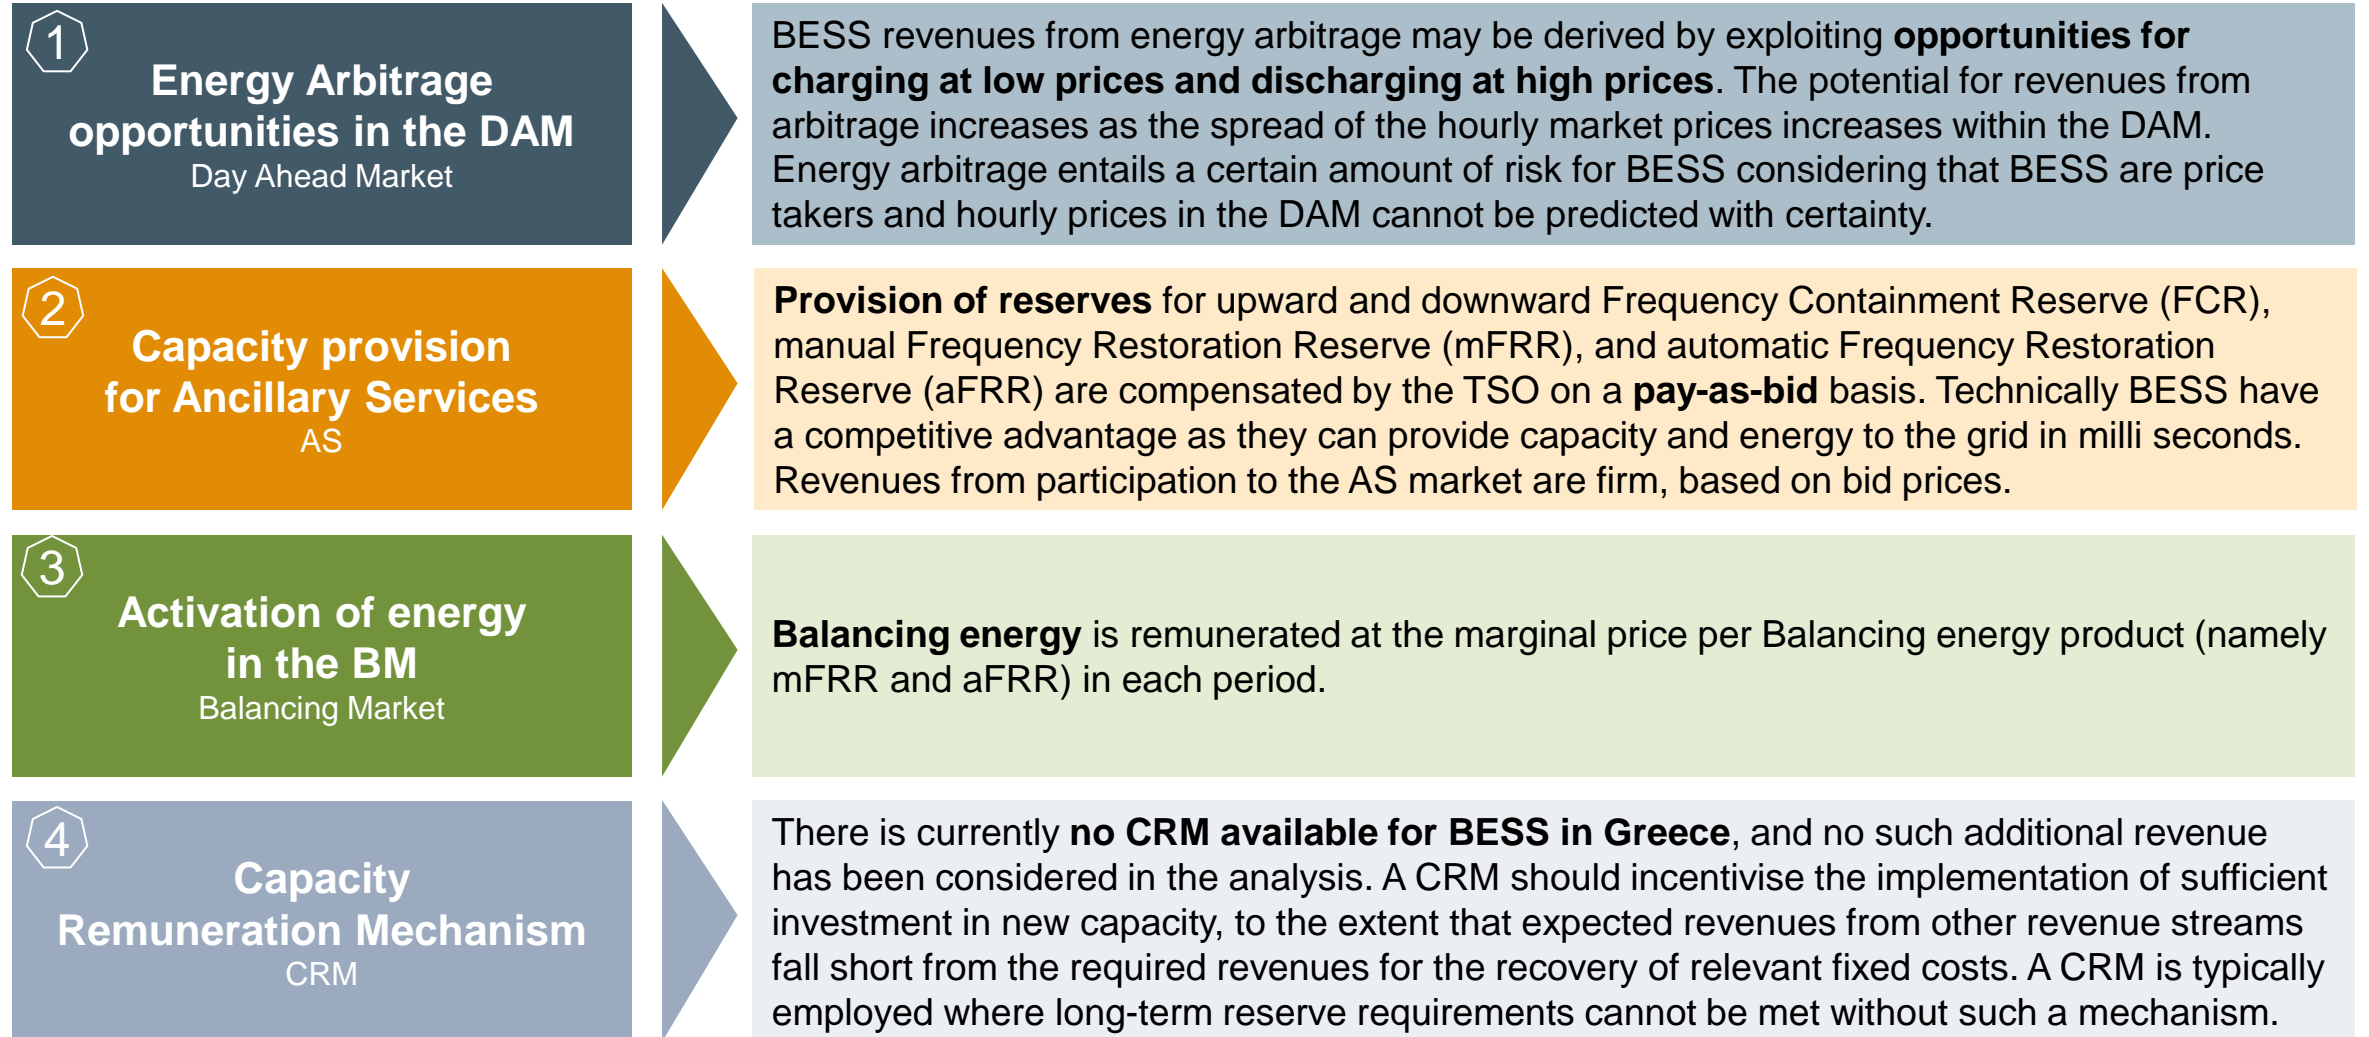 1
Energy Arbitrage
opportunities in the DAM
Day Ahead Market
BESS revenues from energy arbitrage may be derived by exploiting opportunities for
charging at low prices and discharging at high prices. The potential for revenues from
arbitrage increases as the spread of the hourly market prices increases within the DAM.
Energy arbitrage entails a certain amount of risk for BESS considering that BESS are price
takers and hourly prices in the DAM cannot be predicted with certainty.
2
Capacity provision
for Ancillary Services
AS
Provision of reserves for upward and downward Frequency Containment Reserve (FCR),
manual Frequency Restoration Reserve (mFRR), and automatic Frequency Restoration
Reserve (aFRR) are compensated by the TSO on a pay-as-bid basis. Technically BESS have
a competitive advantage as they can provide capacity and energy to the grid in milli seconds.
Revenues from participation to the AS market are firm, based on bid prices.
3
Activation of energy
in the BM
Balancing Market
Balancing energy is remunerated at the marginal price per Balancing energy product (namely
mFRR and aFRR) in each period.
4
Capacity
Remuneration Mechanism
CRM
There is currently no CRM available for BESS in Greece, and no such additional revenue
has been considered in the analysis. A CRM should incentivise the implementation of sufficient
investment in new capacity, to the extent that expected revenues from other revenue streams
fall short from the required revenues for the recovery of relevant fixed costs. A CRM is typically
employed where long-term reserve requirements cannot be met without such a mechanism.